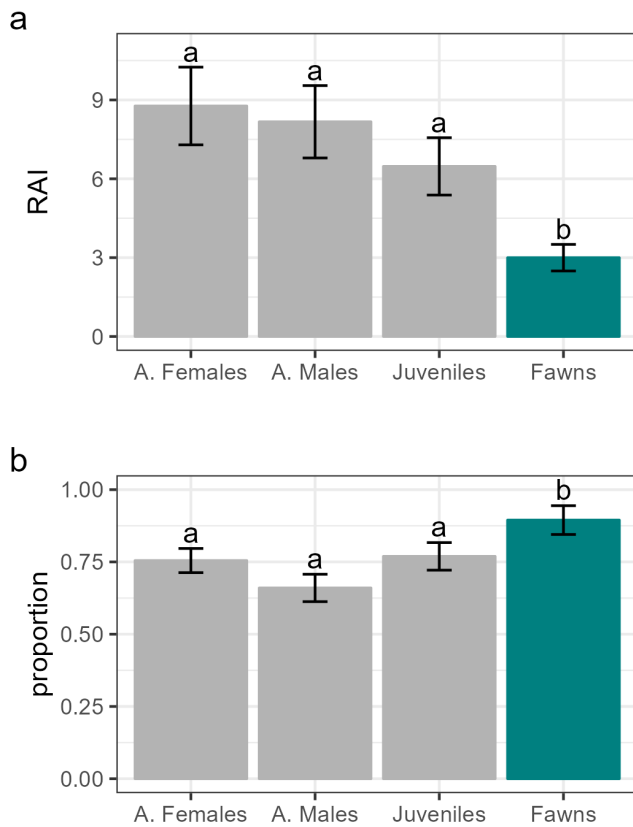 a
RAI
9
6
3
0
a
a
a
b
A. Females
A. Males
Juveniles
Fawns
b
proportion
1.00
0.75
0.50
0.25
0.00
a
a
a
b
A. Females
A. Males
Juveniles
Fawns